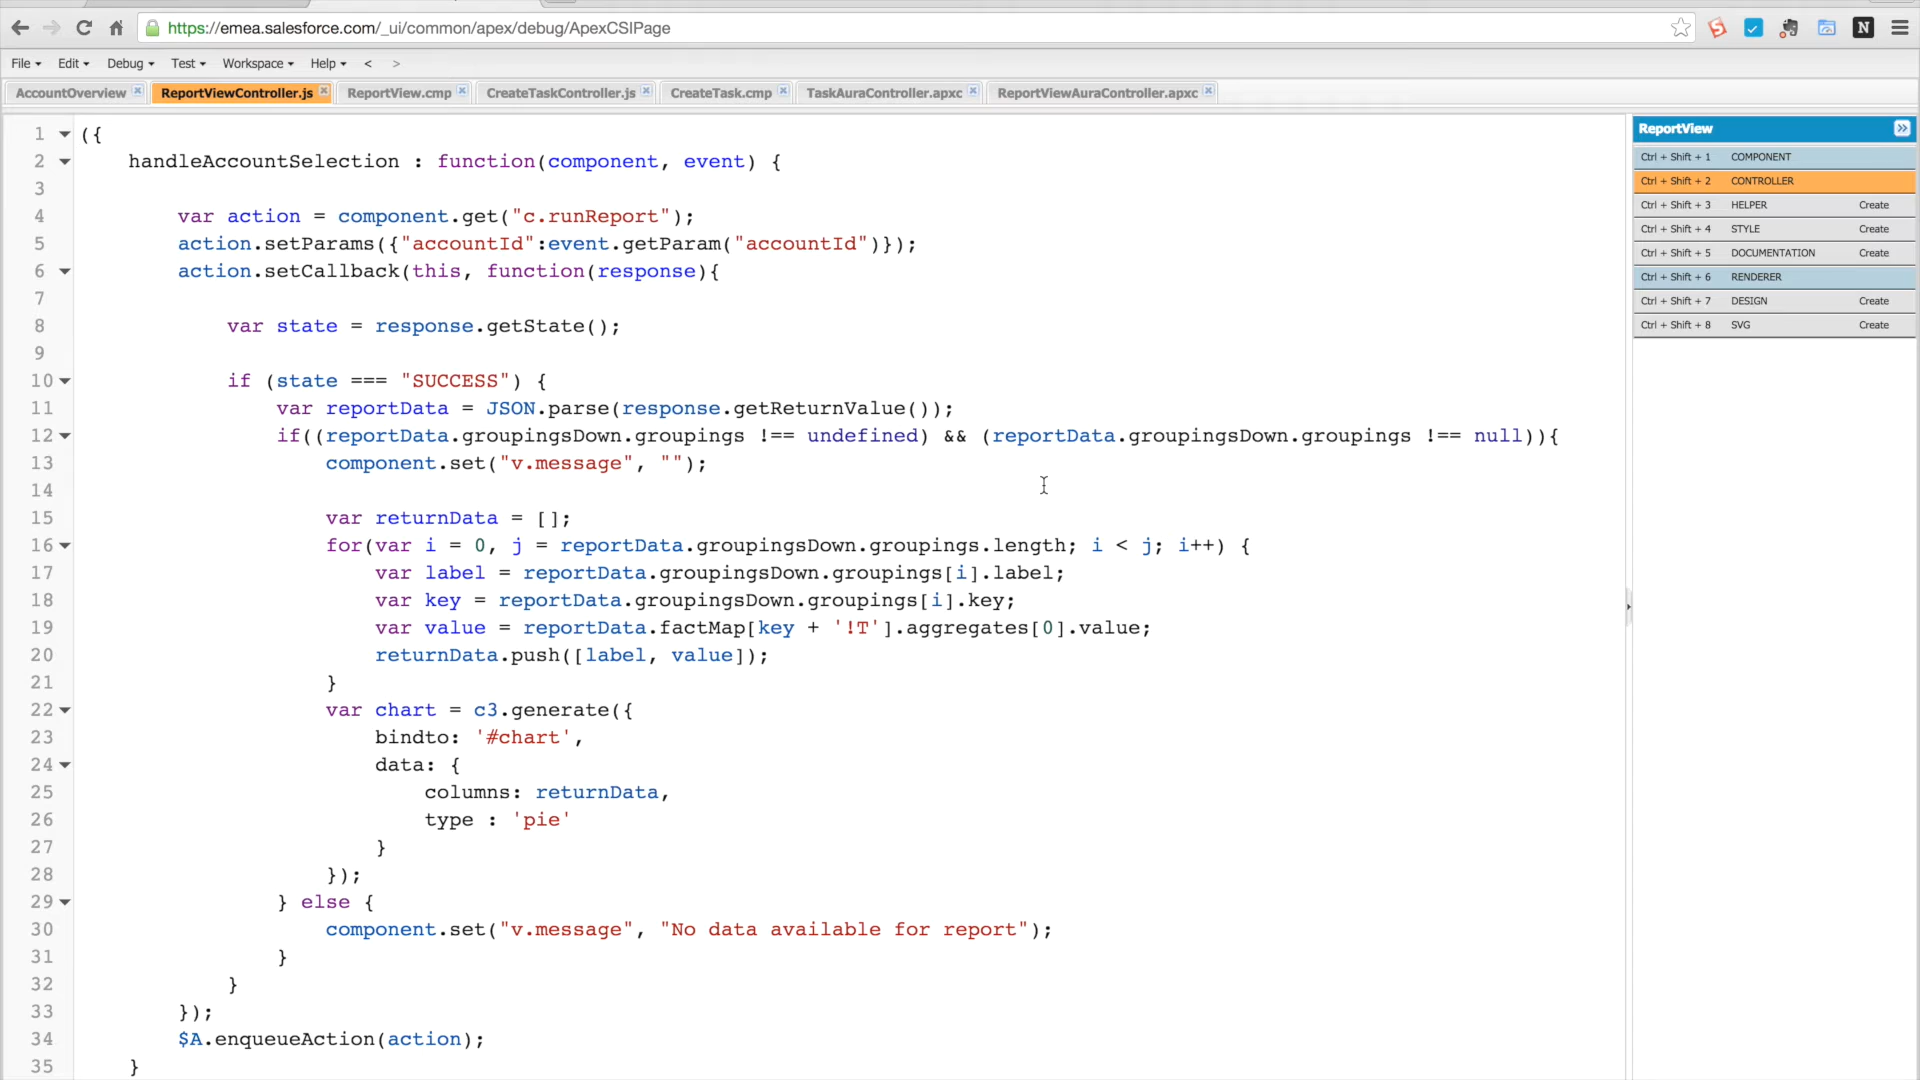 https://emea.salesforce.com/_ui/common/apex/debug/ApexCSIPage
N
File Edit Debug Test Workspace Help < >
AccountOverview ReportViewController.js ReportView.cmp CreateTaskController.js CreateTask.cmp TaskAuraController.apxc ReportViewAuraController.apxc
1 ({
2 handleAccountSelection : function(component, event) {
3
4 var action = component.get("c.runReport");
5 action.setParams({"accountId":event.getParam("accountId")});
6 action.setCallback(this, function(response){
7
8 var state = response.getState();
9
10 if (state === "SUCCESS") {
11 var reportData = JSON.parse(response.getReturnValue());
12 if((reportData.groupingsDown.groupings !== undefined) && (reportData.groupingsDown.groupings !== null)){
13 component.set("v.message", "");
14
15 var returnData = [];
16 for(var i = 0, j = reportData.groupingsDown.groupings.length; i < j; i++) {
17 var label = reportData.groupingsDown.groupings[i].label;
18 var key = reportData.groupingsDown.groupings[i].key;
19 var value = reportData.factMap[key + '!T'].aggregates[0].value;
20 returnData.push([label, value]);
21 }
22 var chart = c3.generate({
23 bindto: '#chart',
24 data: {
25 columns: returnData,
26 type : 'pie'
27 }
28 });
29 } else {
30 component.set("v.message", "No data available for report");
31 }
32 }
33 });
34 $A.enqueueAction(action);
35 }
ReportView
Ctrl + Shift + 1 COMPONENT
Ctrl + Shift + 2 CONTROLLER
Ctrl + Shift + 3 HELPER Create
Ctrl + Shift + 4 STYLE Create
Ctrl + Shift + 5 DOCUMENTATION Create
Ctrl + Shift + 6 RENDERER
Ctrl + Shift + 7 DESIGN Create
Ctrl + Shift + 8 SVG Create